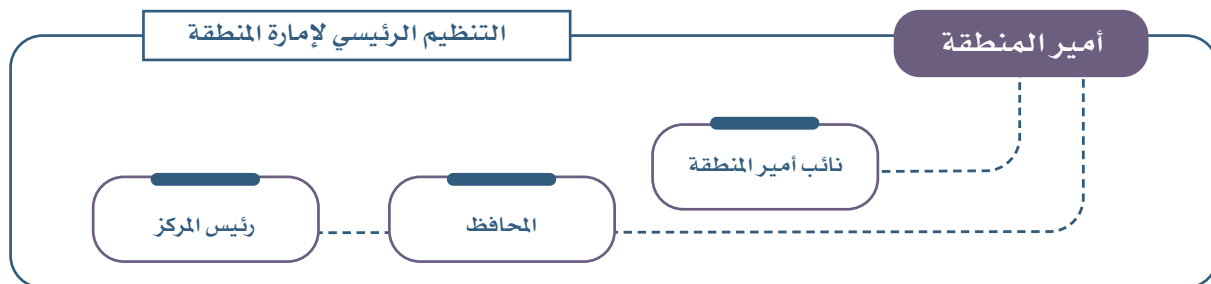 أمير المنطقة
التنظيم الرئيسي لإمارة المنطقة
نائب أمير المنطقة
المحافظ
رئيس المركز